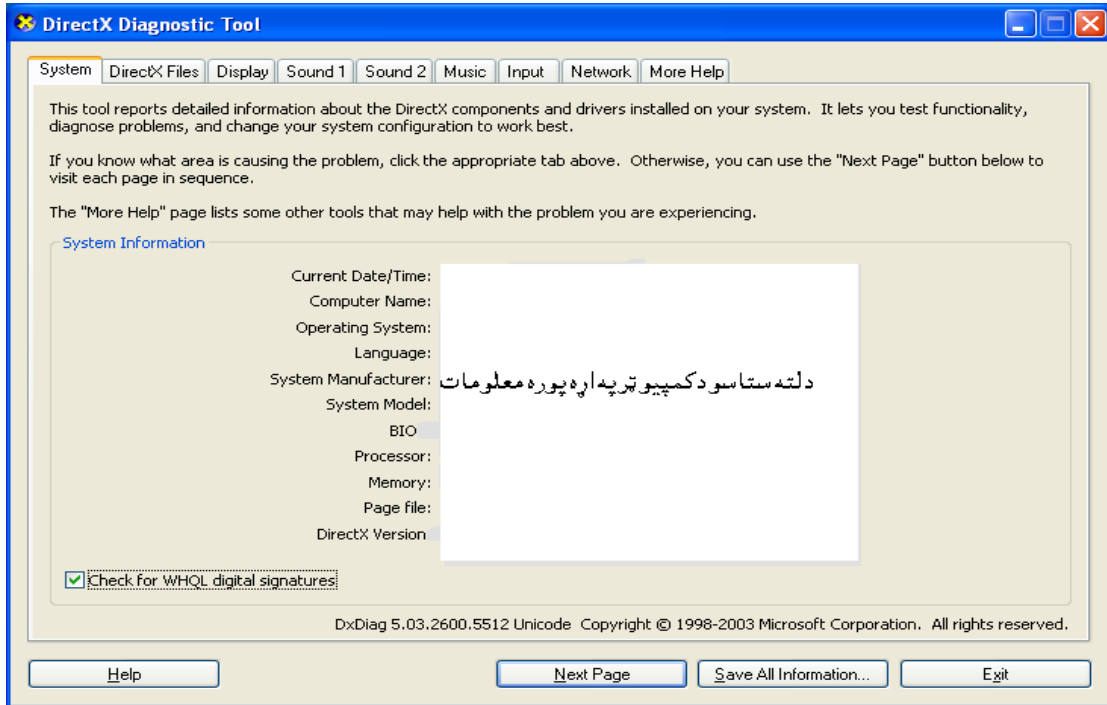 DirectX Diagnostic Tool
System DirectX Files Display Sound 1 Sound 2 Music Input Network More Help
This tool reports detailed information about the DirectX components and drivers installed on your system. It lets you test functionality,
diagnose problems, and change your system configuration to work best.
If you know what area is causing the problem, click the appropriate tab above. Otherwise, you can use the "Next Page" button below to
visit each page in sequence.
The "More Help" page lists some other tools that may help with the problem you are experiencing.
System Information
Current Date/Time:
Computer Name:
Operating System:
Language:
System Manufacturer: دلته ستاسو د کمپیوټر په اړه پوره معلومات
System Model:
BIO
Processor:
Memory:
Page file:
DirectX Version
Check for WHQL digital signatures
DxDiag 5.03.2600.5512 Unicode Copyright © 1998-2003 Microsoft Corporation. All rights reserved.
Help Next Page Save All Information... Exit